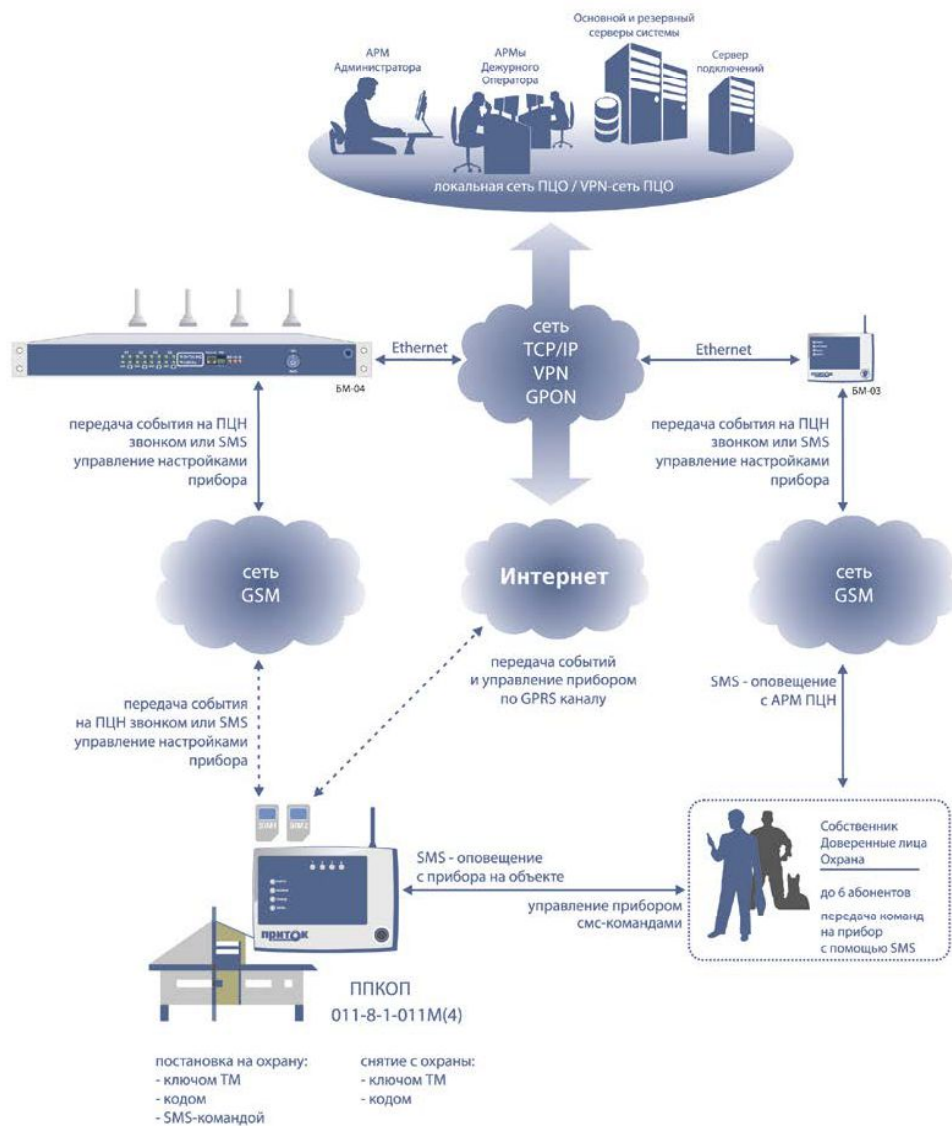 Основной и резервный
серверы системы
АРМ
Администратора
АРМы
Дежурного
Оператора
Сервер
подключений
локальная сеть ПЦО / VPN-сеть ПЦО
Ethernet
сеть
TCP/IP
VPN
GPON
Ethernet
БМ-04
БМ-03
передача события на ПЦН
звонком или SMS
управление настройками
прибора
передача события на ПЦН
звонком или SMS
управление настройками
прибора
сеть
GSM
Интернет
сеть
GSM
передача событий
и управление прибором
по GPRS каналу
SMS - оповещение
с АРМ ПЦН
передача события
на ПЦН звонком или SMS
управление настройками
прибора
SIM1
SIM2
ПРИТОК
SMS - оповещение
с прибора на объекте
управление прибором
смс-командами
Собственник
Доверенные лица
Охрана
до 6 абонентов
передача команд
на прибор
с помощью SMS
ППКОП
011-8-1-011М(4)
постановка на охрану:
- ключом ТМ
- кодом
- SMS-командой
снятие с охраны:
- ключом ТМ
- кодом